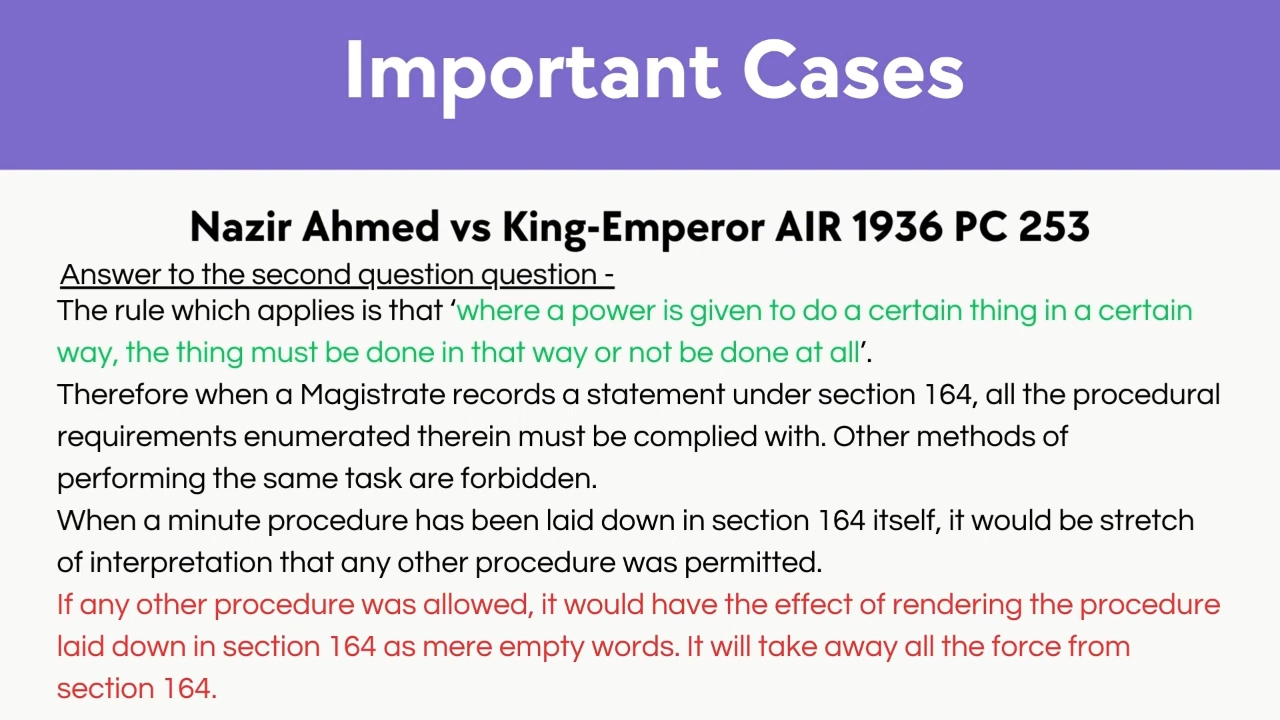 Important Cases
Nazir Ahmed vs King-Emperor AIR 1936 PC 253
Answer to the second question question -
The rule which applies is that ‘where a power is given to do a certain thing in a certain
way, the thing must be done in that way or not be done at all’.
Therefore when a Magistrate records a statement under section 164, all the procedural
requirements enumerated therein must be complied with. Other methods of
performing the same task are forbidden.
When a minute procedure has been laid down in section 164 itself, it would be stretch
of interpretation that any other procedure was permitted.
If any other procedure was allowed, it would have the effect of rendering the procedure
laid down in section 164 as mere empty words. It will take away all the force from
section 164.